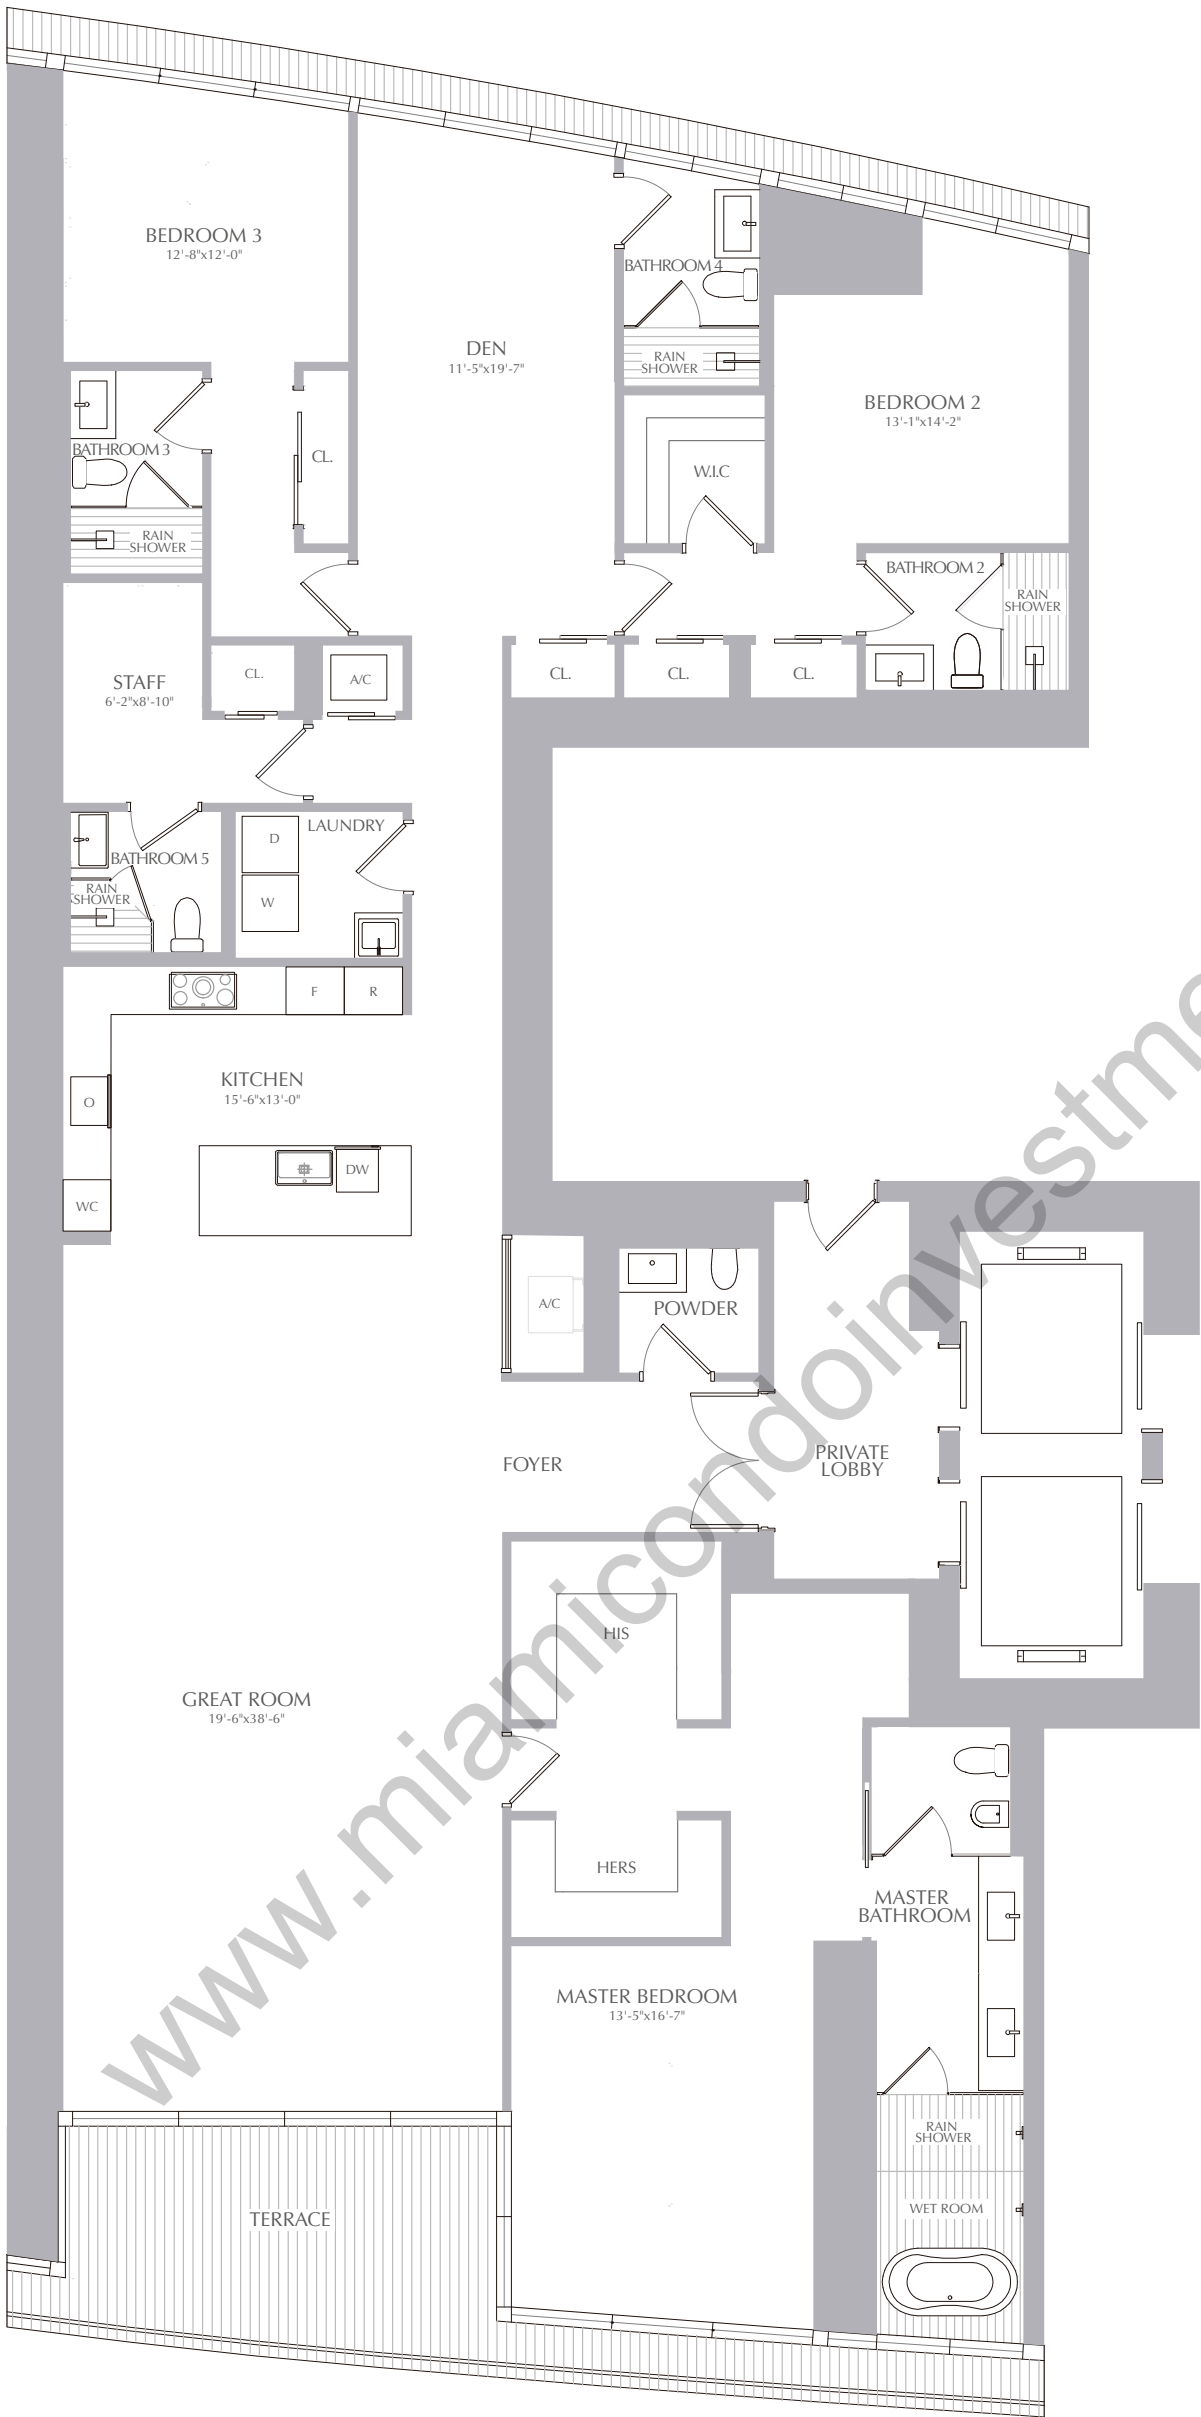 BEDROOM 3
12'-8"x12'-0"
BATHROOM 4
DEN
11'-5"x19'-7"
RAIN
SHOWER
BEDROOM 2
13'-1"x14'-2"
BATHROOM 3
CL.
W.I.C
RAIN
SHOWER
BATHROOM 2
RAIN
SHOWER
STAFF
6'-2"x8'-10"
CL.
A/C
CL.
CL.
CL.
LAUNDRY
D
BATHROOM 5
RAIN
SHOWER
W
F
R
KITCHEN
15'-6"x13'-0"
O
DW
WC
A/C
POWDER
FOYER
PRIVATE
LOBBY
HIS
GREAT ROOM
19'-6"x38'-6"
HERS
MASTER
BATHROOM
MASTER BEDROOM
13'-5"x16'-7"
RAIN
SHOWER
WET ROOM
TERRACE
www.miamicondoinvestme